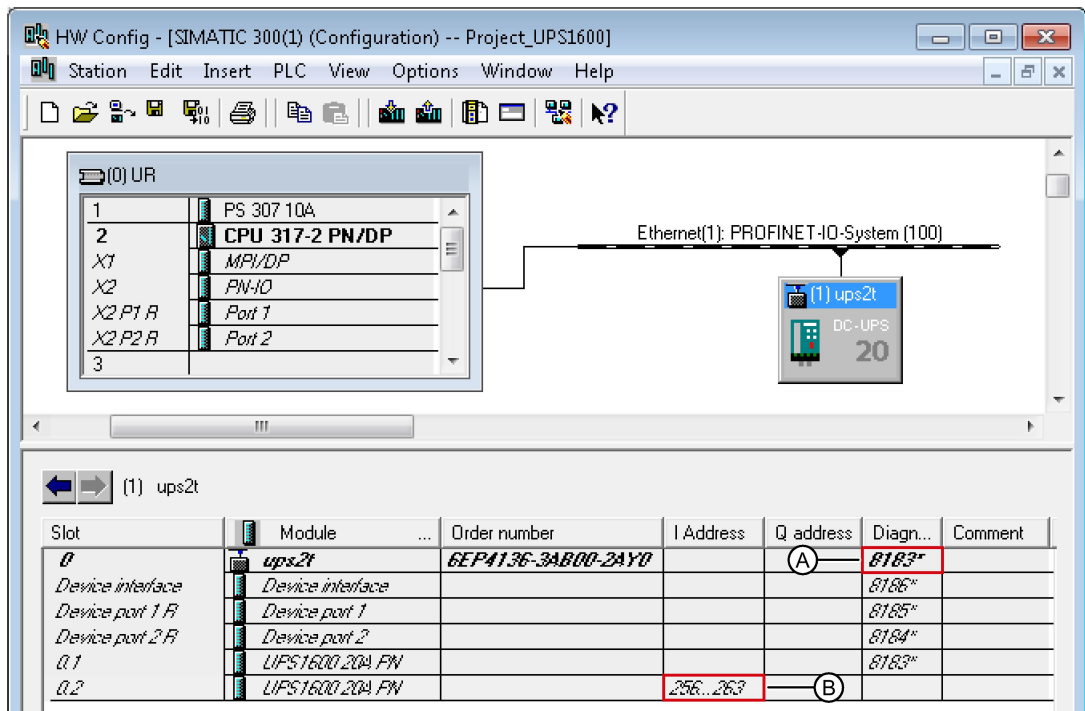 HW Config - [SIMATIC 300(1) (Configuration) -- Project_UPS1600]
Station Edit Insert PLC View Options Window Help
(0) UR
1 PS 307 10A
2 CPU 317-2 PN/DP
X1 MPI/DP
X2 PN-IO
X2 P1 R Port 1
X2 P2 R Port 2
3
Ethernet(1): PROFINET-IO-System (100)
(1) ups2t
DC-UPS
20
(1) ups2t
Slot Module ... Order number I Address Q address Diagn... Comment
0 ups2t 6EP4136-3AB00-2AY0 A 8183*
Device interface Device interface 8186*
Device port 1 R Device port 1 8185*
Device port 2 R Device port 2 8184*
0.1 UPS1600 20A PN 8183*
0.2 UPS1600 20A PN 256...263 B